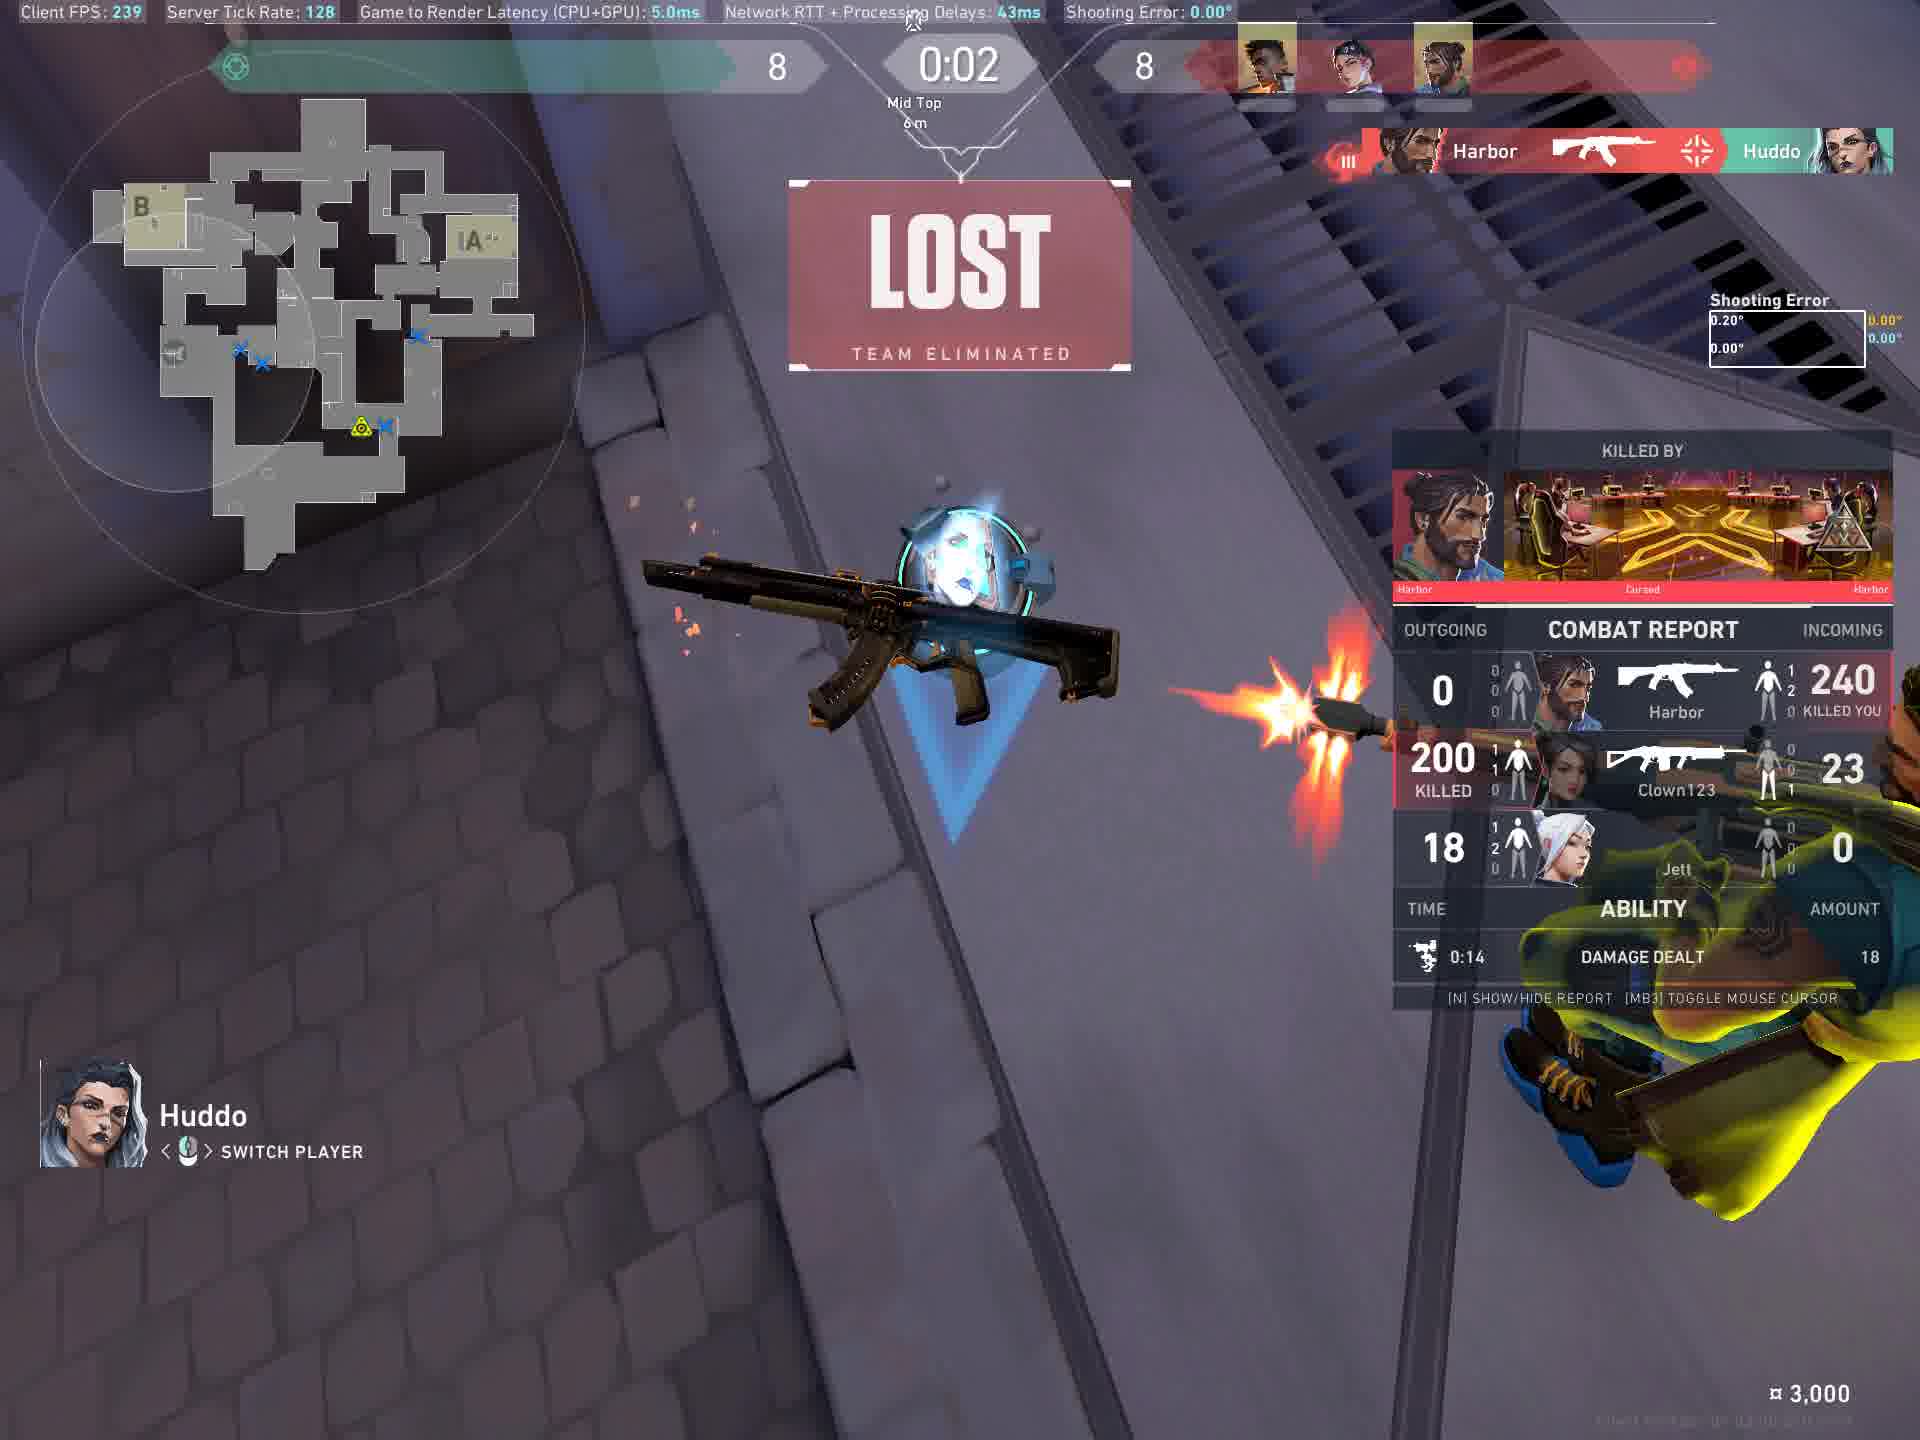 Client FPS: 239 Server Tick Rate: 128 Game to Render Latency (CPU+GPU): 5.0ms Network RTT + Processing Delays: 43ms Shooting Error: 0.00°
8 0:02 8
Mid Top
6 m
III Harbor Huddo
B
A
LOST
TEAM ELIMINATED
Shooting Error
0.20° 0.00°
0.00°
0.00°
KILLED BY
Harbor Cursed Harbor
OUTGOING COMBAT REPORT INCOMING
0 0 0 0 Harbor 1 2 0 240 KILLED YOU
200 KILLED 1 1 0 Clown123 0 0 1 23
18 1 2 0 Jett 0 0 0 0
TIME ABILITY AMOUNT
0:14 DAMAGE DEALT 18
[N] SHOW/HIDE REPORT [MB3] TOGGLE MOUSE CURSOR
Huddo
< > SWITCH PLAYER
¤ 3,000